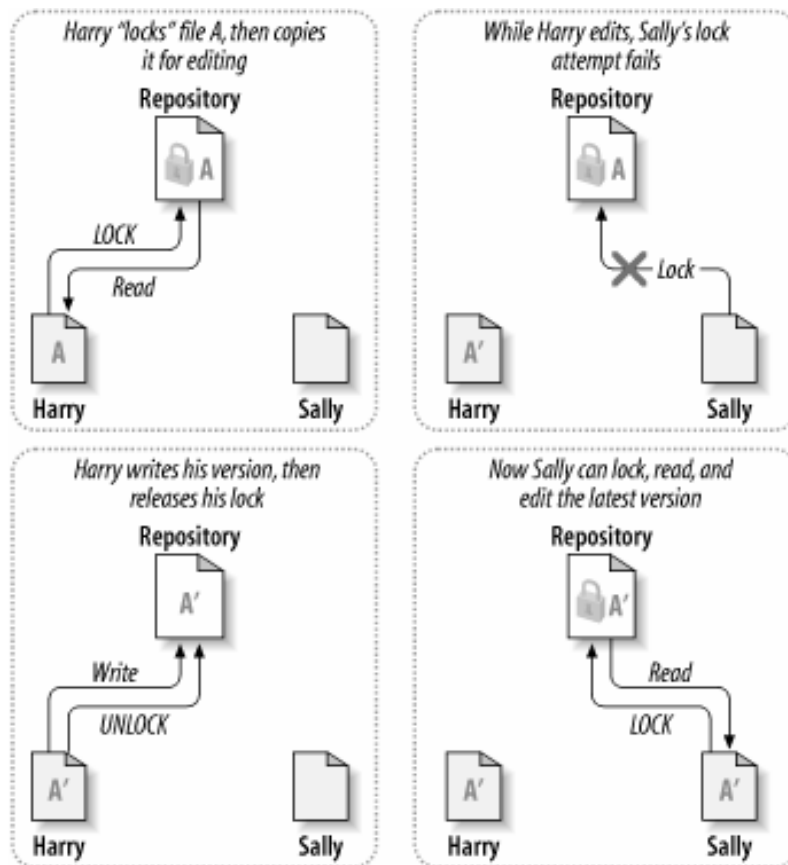 Harry “locks” file A, then copies
it for editing
Repository
A
LOCK
Read
A
Harry
Sally
While Harry edits, Sally’s lock
attempt fails
Repository
A
Lock
A′
Harry
Sally
Harry writes his version, then
releases his lock
Repository
A′
Write
UNLOCK
A′
Harry
Sally
Now Sally can lock, read, and
edit the latest version
Repository
A′
Read
LOCK
A′
A′
Harry
Sally